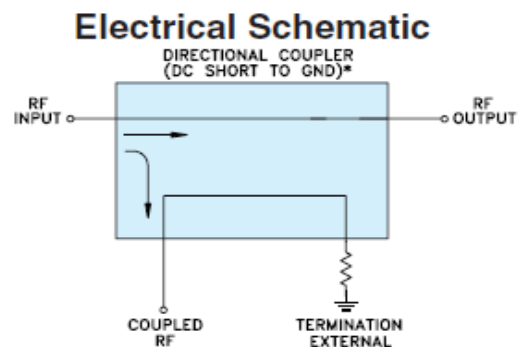 Electrical Schematic
DIRECTIONAL COUPLER
(DC SHORT TO GND)*
RF
INPUT
RF
OUTPUT
COUPLED
RF
TERMINATION
EXTERNAL